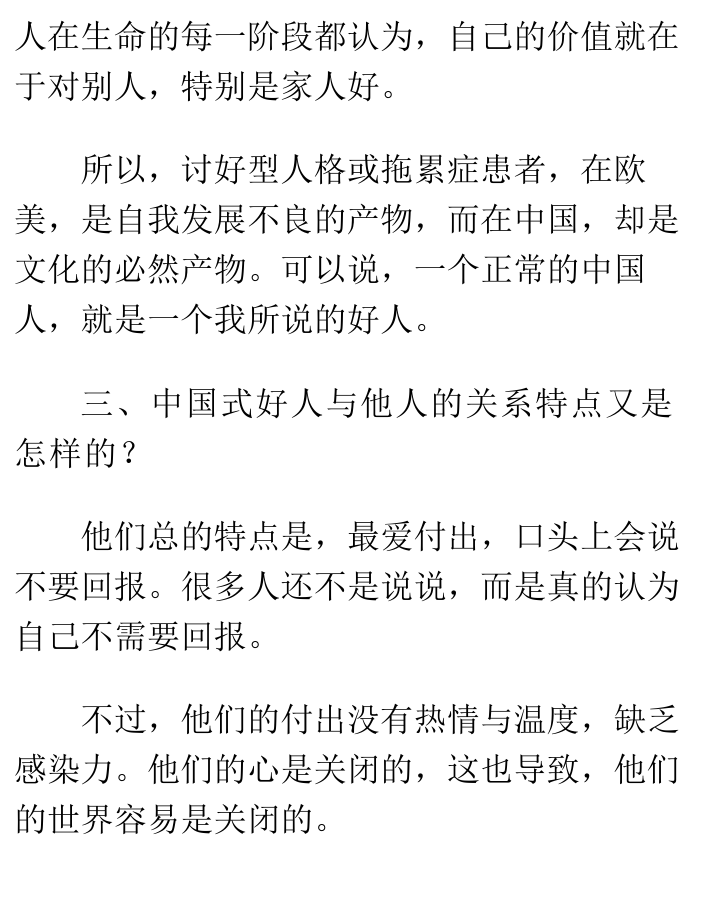 人在生命的每一阶段都认为，自己的价值就在
于对别人，特别是家人好。
所以，讨好型人格或拖累症患者，在欧
美，是自我发展不良的产物，而在中国，却是
文化的必然产物。可以说，一个正常的中国
人，就是一个我所说的好人。
三、中国式好人与他人的关系特点又是
怎样的？
他们总的特点是，最爱付出，口头上会说
不要回报。很多人还不是说说，而是真的认为
自己不需要回报。
不过，他们的付出没有热情与温度，缺乏
感染力。他们的心是关闭的，这也导致，他们
的世界容易是关闭的。